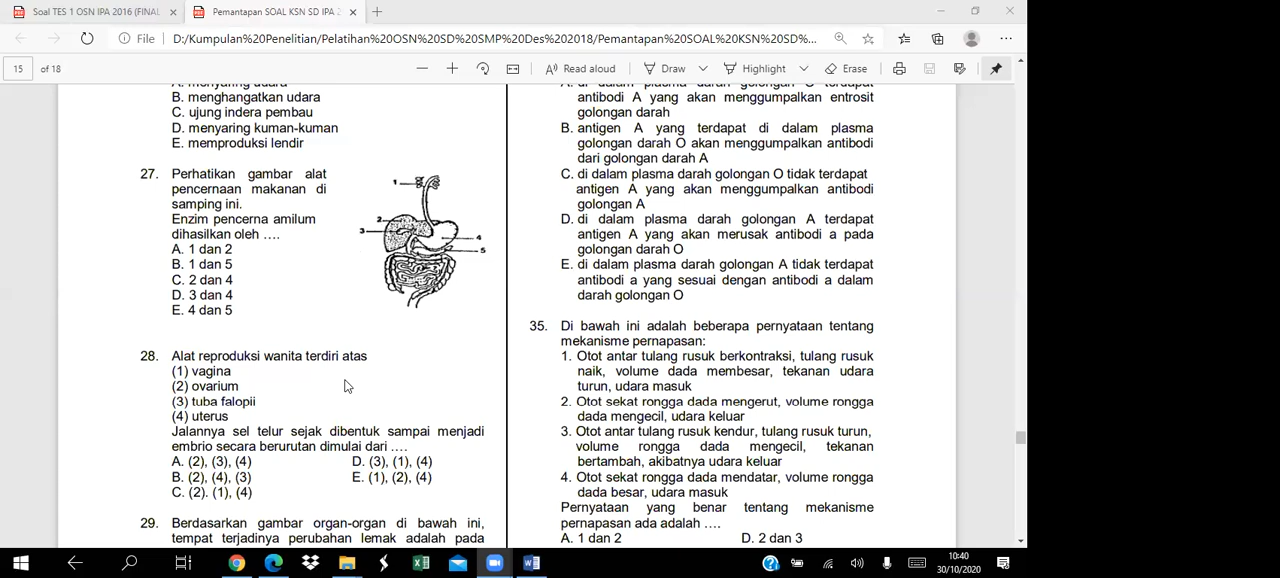 Soal TES 1 OSN IPA 2016 (FINAL
Pemantapan SOAL KSN SD IPA 2
File
D:/Kumpulan%20Penelitian/Pelatihan%20OSN%20SD%20SMP%20Des%202018/Pemantapan%20SOAL%20KSN%20SD%...
15 of 18
Read aloud
Draw
Highlight
Erase
A. menyaring udara
B. menghangatkan udara
C. ujung indera pembau
D. menyaring kuman-kuman
E. memproduksi lendir
27. Perhatikan gambar alat
pencernaan makanan di
samping ini.
Enzim pencerna amilum
dihasilkan oleh ....
A. 1 dan 2
B. 1 dan 5
C. 2 dan 4
D. 3 dan 4
E. 4 dan 5
1
2
3
4
5
28. Alat reproduksi wanita terdiri atas
(1) vagina
(2) ovarium
(3) tuba falopii
(4) uterus
Jalannya sel telur sejak dibentuk sampai menjadi
embrio secara berurutan dimulai dari ....
A. (2), (3), (4) D. (3), (1), (4)
B. (2), (4), (3) E. (1), (2), (4)
C. (2). (1), (4)
29. Berdasarkan gambar organ-organ di bawah ini,
tempat terjadinya perubahan lemak adalah pada
A. di dalam plasma darah golongan O terdapat
antibodi A yang akan menggumpalkan entrosit
golongan darah
B. antigen A yang terdapat di dalam plasma
golongan darah O akan menggumpalkan antibodi
dari golongan darah A
C. di dalam plasma darah golongan O tidak terdapat
antigen A yang akan menggumpalkan antibodi
golongan A
D. di dalam plasma darah golongan A terdapat
antigen A yang akan merusak antibodi a pada
golongan darah O
E. di dalam plasma darah golongan A tidak terdapat
antibodi a yang sesuai dengan antibodi a dalam
darah golongan O
35. Di bawah ini adalah beberapa pernyataan tentang
mekanisme pernapasan:
1. Otot antar tulang rusuk berkontraksi, tulang rusuk
naik, volume dada membesar, tekanan udara
turun, udara masuk
2. Otot sekat rongga dada mengerut, volume rongga
dada mengecil, udara keluar
3. Otot antar tulang rusuk kendur, tulang rusuk turun,
volume rongga dada mengecil, tekanan
bertambah, akibatnya udara keluar
4. Otot sekat rongga dada mendatar, volume rongga
dada besar, udara masuk
Pernyataan yang benar tentang mekanisme
pernapasan ada adalah ....
A. 1 dan 2 D. 2 dan 3
10:40
30/10/2020